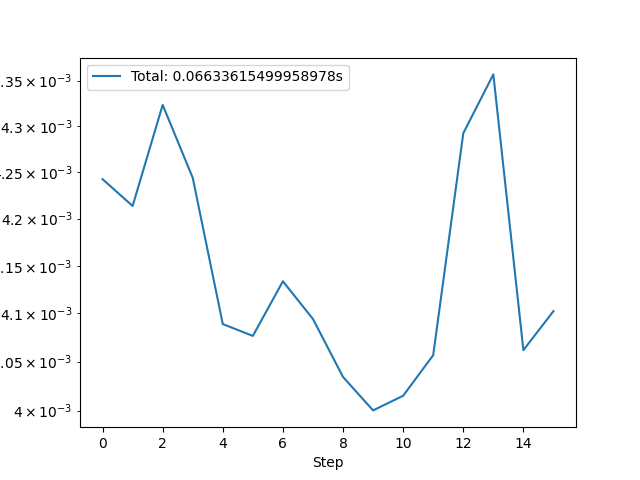 Total: 0.06633615499958978s
.35 × 10⁻³
4.3 × 10⁻³
.25 × 10⁻³
4.2 × 10⁻³
.15 × 10⁻³
4.1 × 10⁻³
.05 × 10⁻³
4 × 10⁻³
0 2 4 6 8 10 12 14
Step